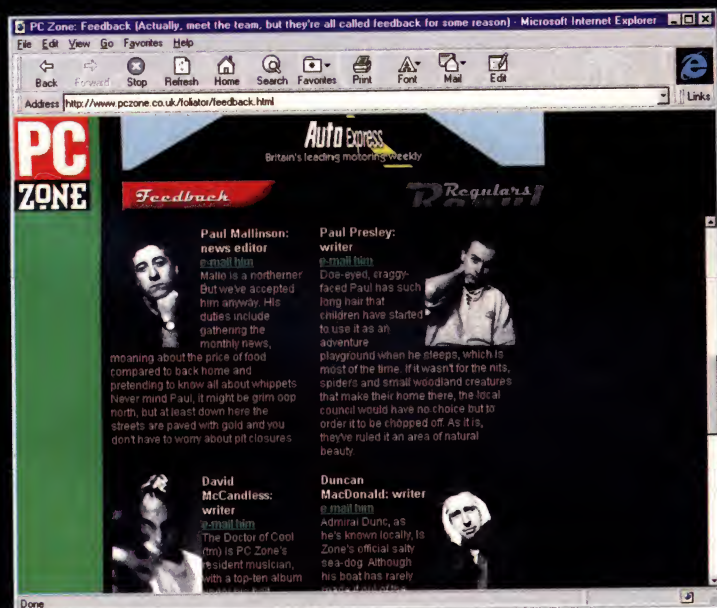 PC Zone: Feedback (Actually, meet the team, but they're all called feedback for some reason) - Microsoft Internet Explorer
File Edit View Go Favorites Help
Back Forward Stop Refresh Home Search Favorites Print Font Mail Edit
Address http://www.pczone.co.uk/foliator/feedback.html
Links
PC
ZONE
Auto Express
Britain's leading motoring weekly
Feedback
Regulars
Paul Mallinson:
news editor
e-mail him
Mallo is a northerner
But we've accepted
him anyway. His
duties include
gathering the
monthly news,
moaning about the price of food
compared to back home and
pretending to know all about whippets
Never mind Paul, it might be grim oop
north, but at least down here the
streets are paved with gold and you
don't have to worry about pit closures
Paul Presley:
writer
e-mail him
Doe-eyed, craggy-
faced Paul has such
long hair that
children have started
to use it as an
adventure
playground when he sleeps, which is
most of the time. If it wasn't for the nits,
spiders and small woodland creatures
that make their home there, the local
council would have no choice but to
order it to be chopped off. As it is,
they've ruled it an area of natural
beauty.
David
McCandless:
writer
e-mail him
The Doctor of Cool
(tm) is PC Zone's
resident musician,
with a top-ten album
Duncan
MacDonald: writer
e-mail him
Admiral Dunc, as
he's known locally, is
Zone's official salty
sea-dog. Although
his boat has rarely
made it out of the
Done